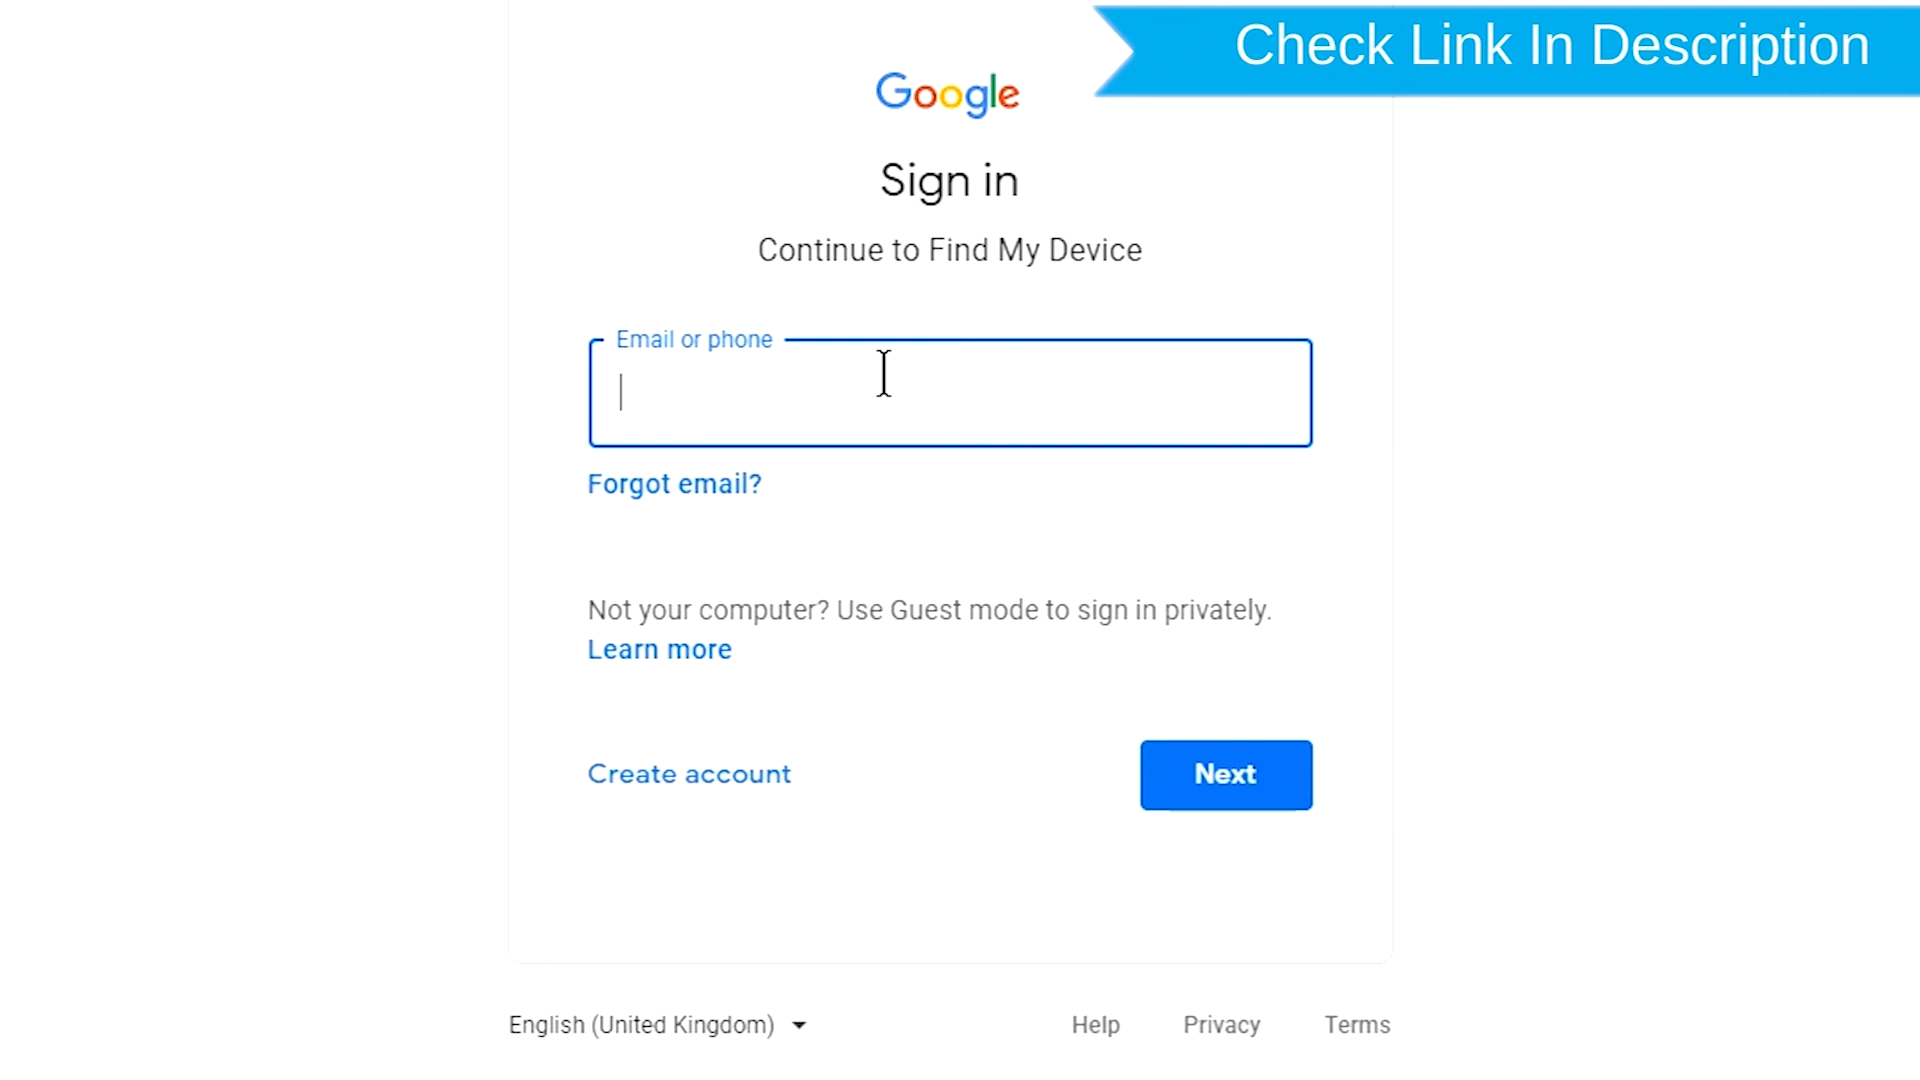 Check Link In Description
Google
Sign in
Continue to Find My Device
Email or phone
Forgot email?
Not your computer? Use Guest mode to sign in privately.
Learn more
Create account
Next
English (United Kingdom)
Help Privacy Terms